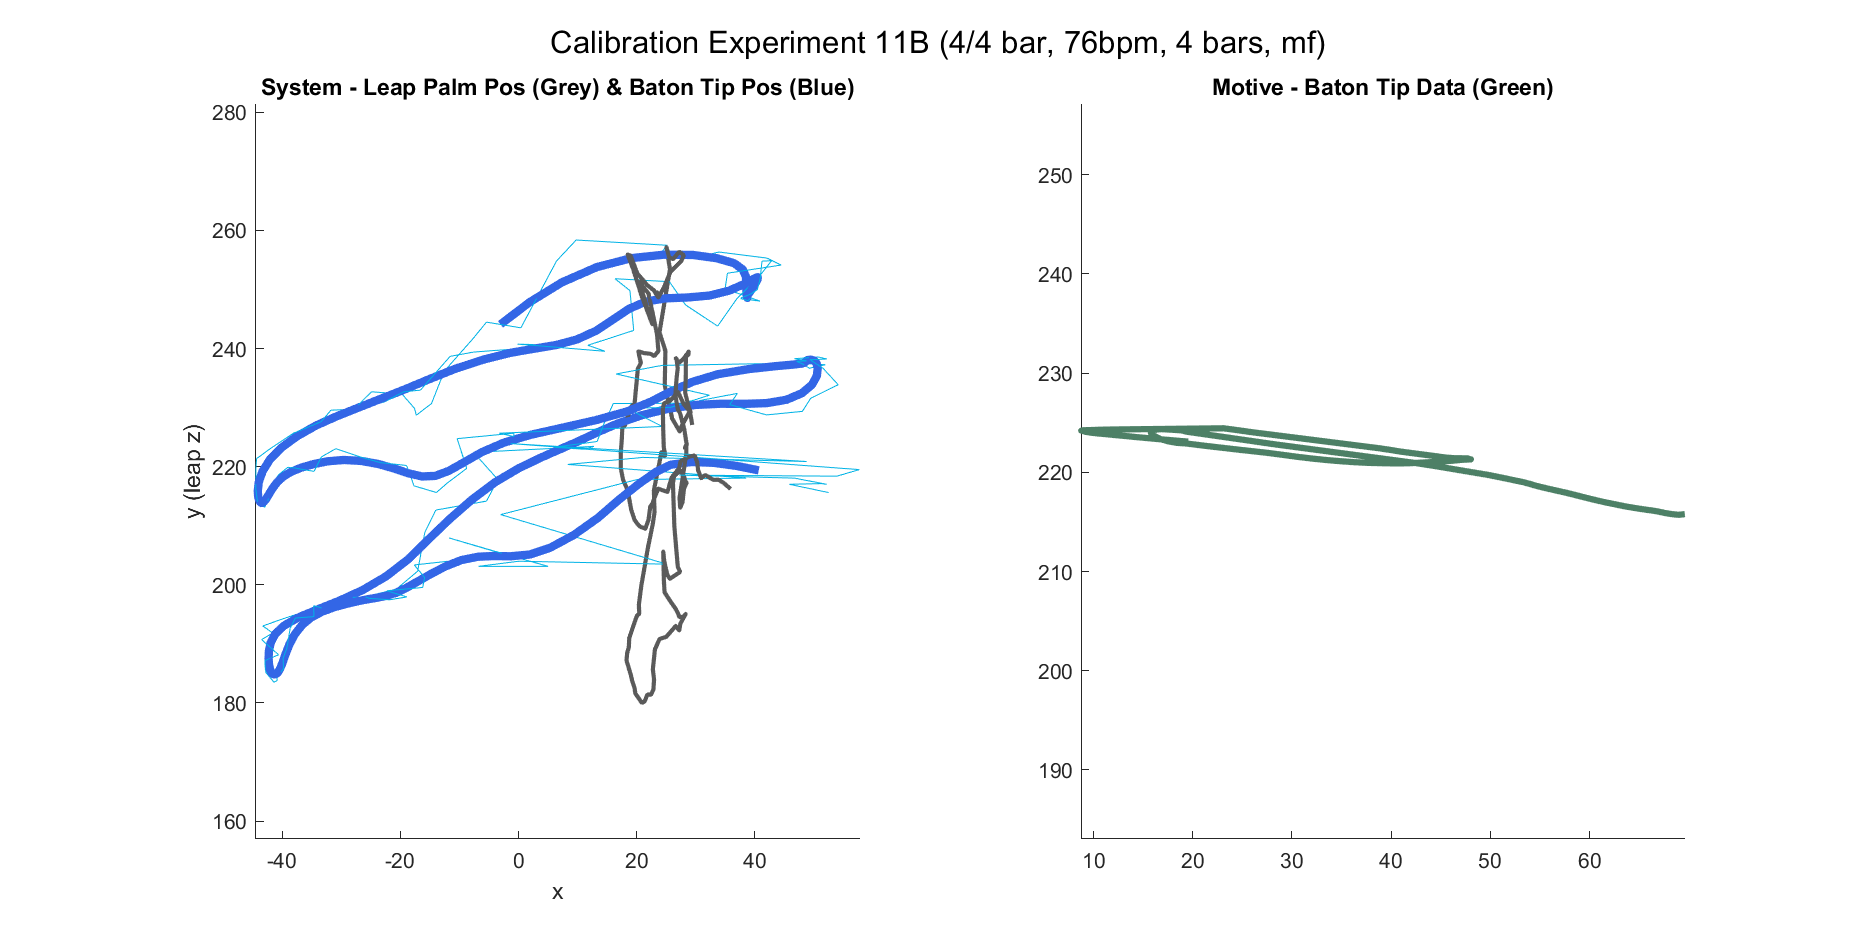 Calibration Experiment 11B (4/4 bar, 76bpm, 4 bars, mf)
System - Leap Palm Pos (Grey) & Baton Tip Pos (Blue)
280
260
240
220
200
180
160
y (leap z)
-40 -20 0 20 40
x
Motive - Baton Tip Data (Green)
250
240
230
220
210
200
190
10 20 30 40 50 60